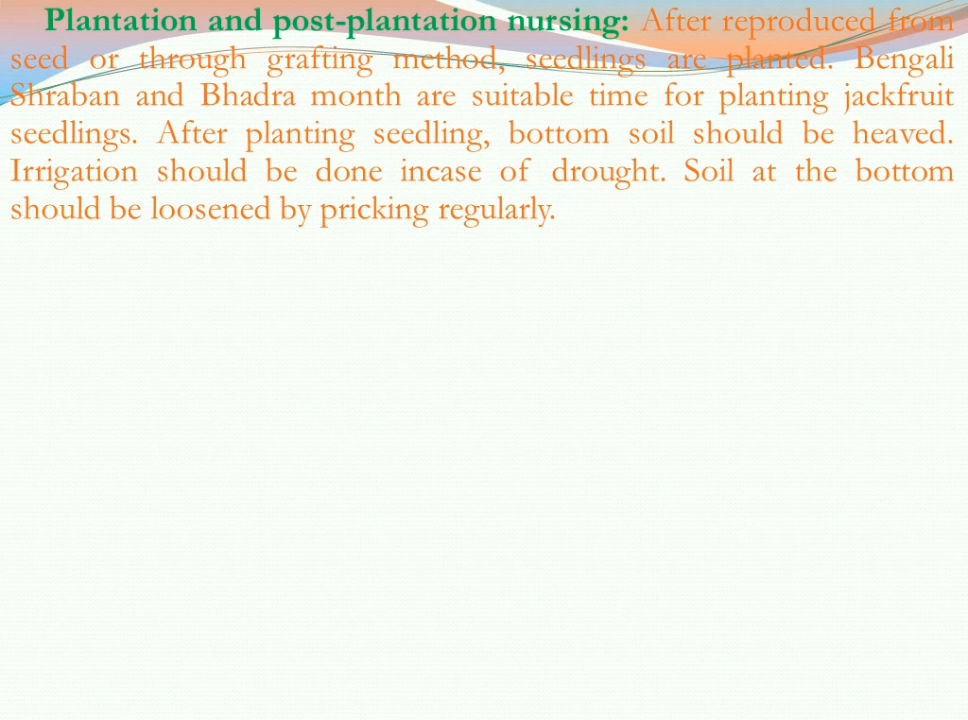 Plantation and post-plantation nursing: After reproduced from
seed or through grafting method, seedlings are planted. Bengali
Shraban and Bhadra month are suitable time for planting jackfruit
seedlings. After planting seedling, bottom soil should be heaved.
Irrigation should be done incase of drought. Soil at the bottom
should be loosened by pricking regularly.